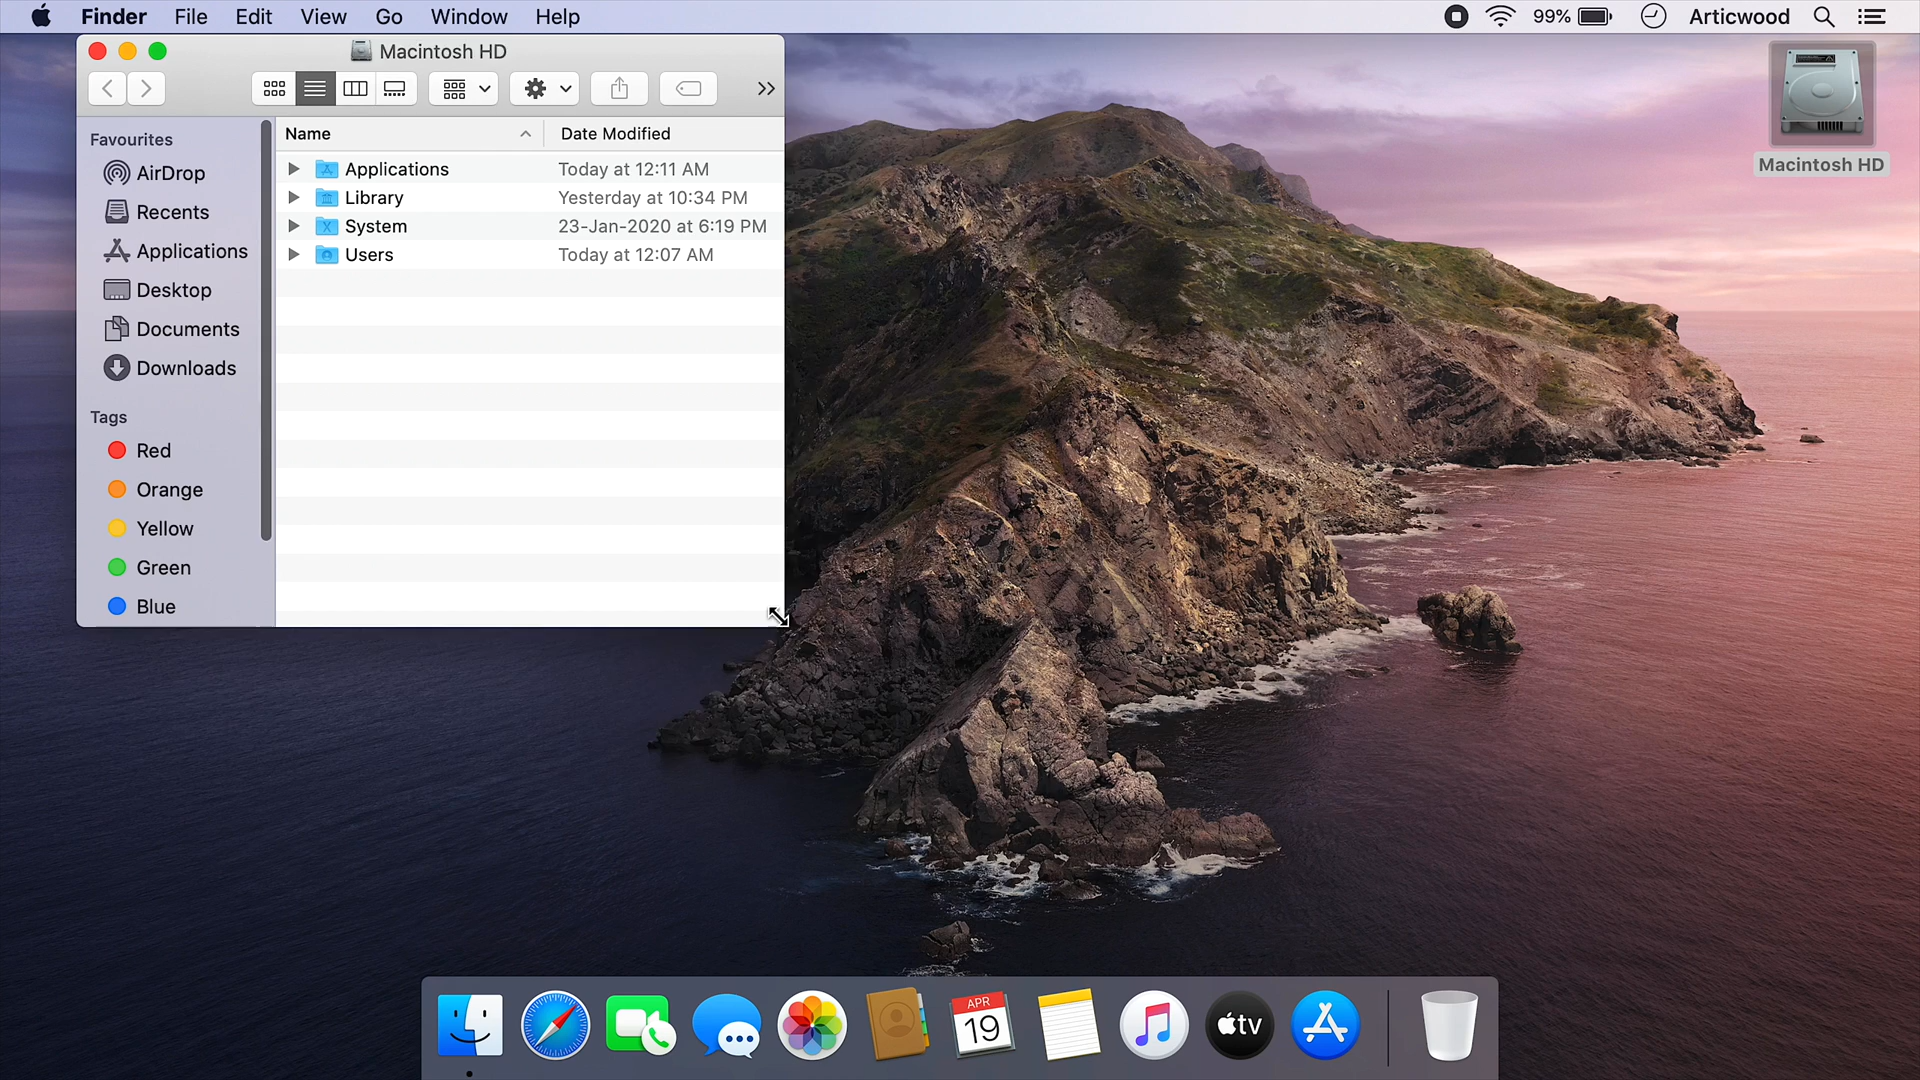 Finder File Edit View Go Window Help 99% Articwood
Macintosh HD
Name Date Modified
Favourites
AirDrop
Recents
Applications
Desktop
Documents
Downloads
Tags
Red
Orange
Yellow
Green
Blue
Applications Today at 12:11 AM
Library Yesterday at 10:34 PM
System 23-Jan-2020 at 6:19 PM
Users Today at 12:07 AM
Macintosh HD
APR
19
tv